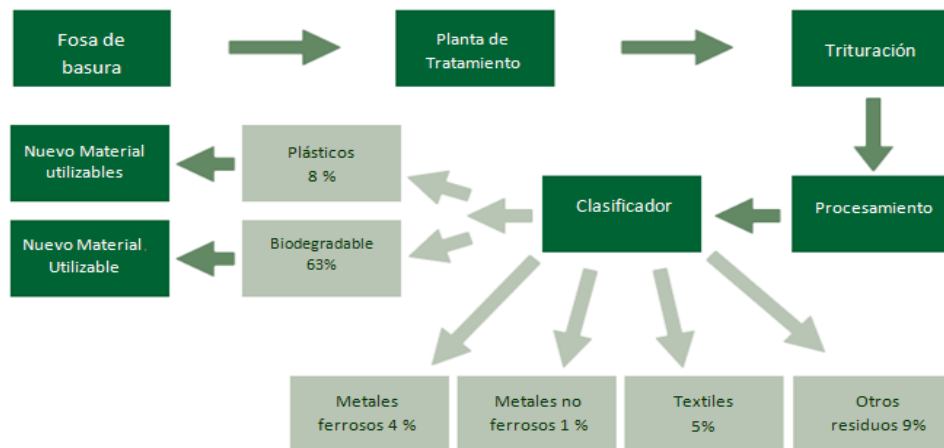 Fosa de
basura
Planta de
Tratamiento
Trituración
Nuevo Material
utilizables
Plásticos
8 %
Clasificador
Procesamiento
Nuevo Material.
Utilizable
Biodegradable
63%
Metales
ferrosos 4 %
Metales no
ferrosos 1 %
Textiles
5%
Otros
residuos 9%